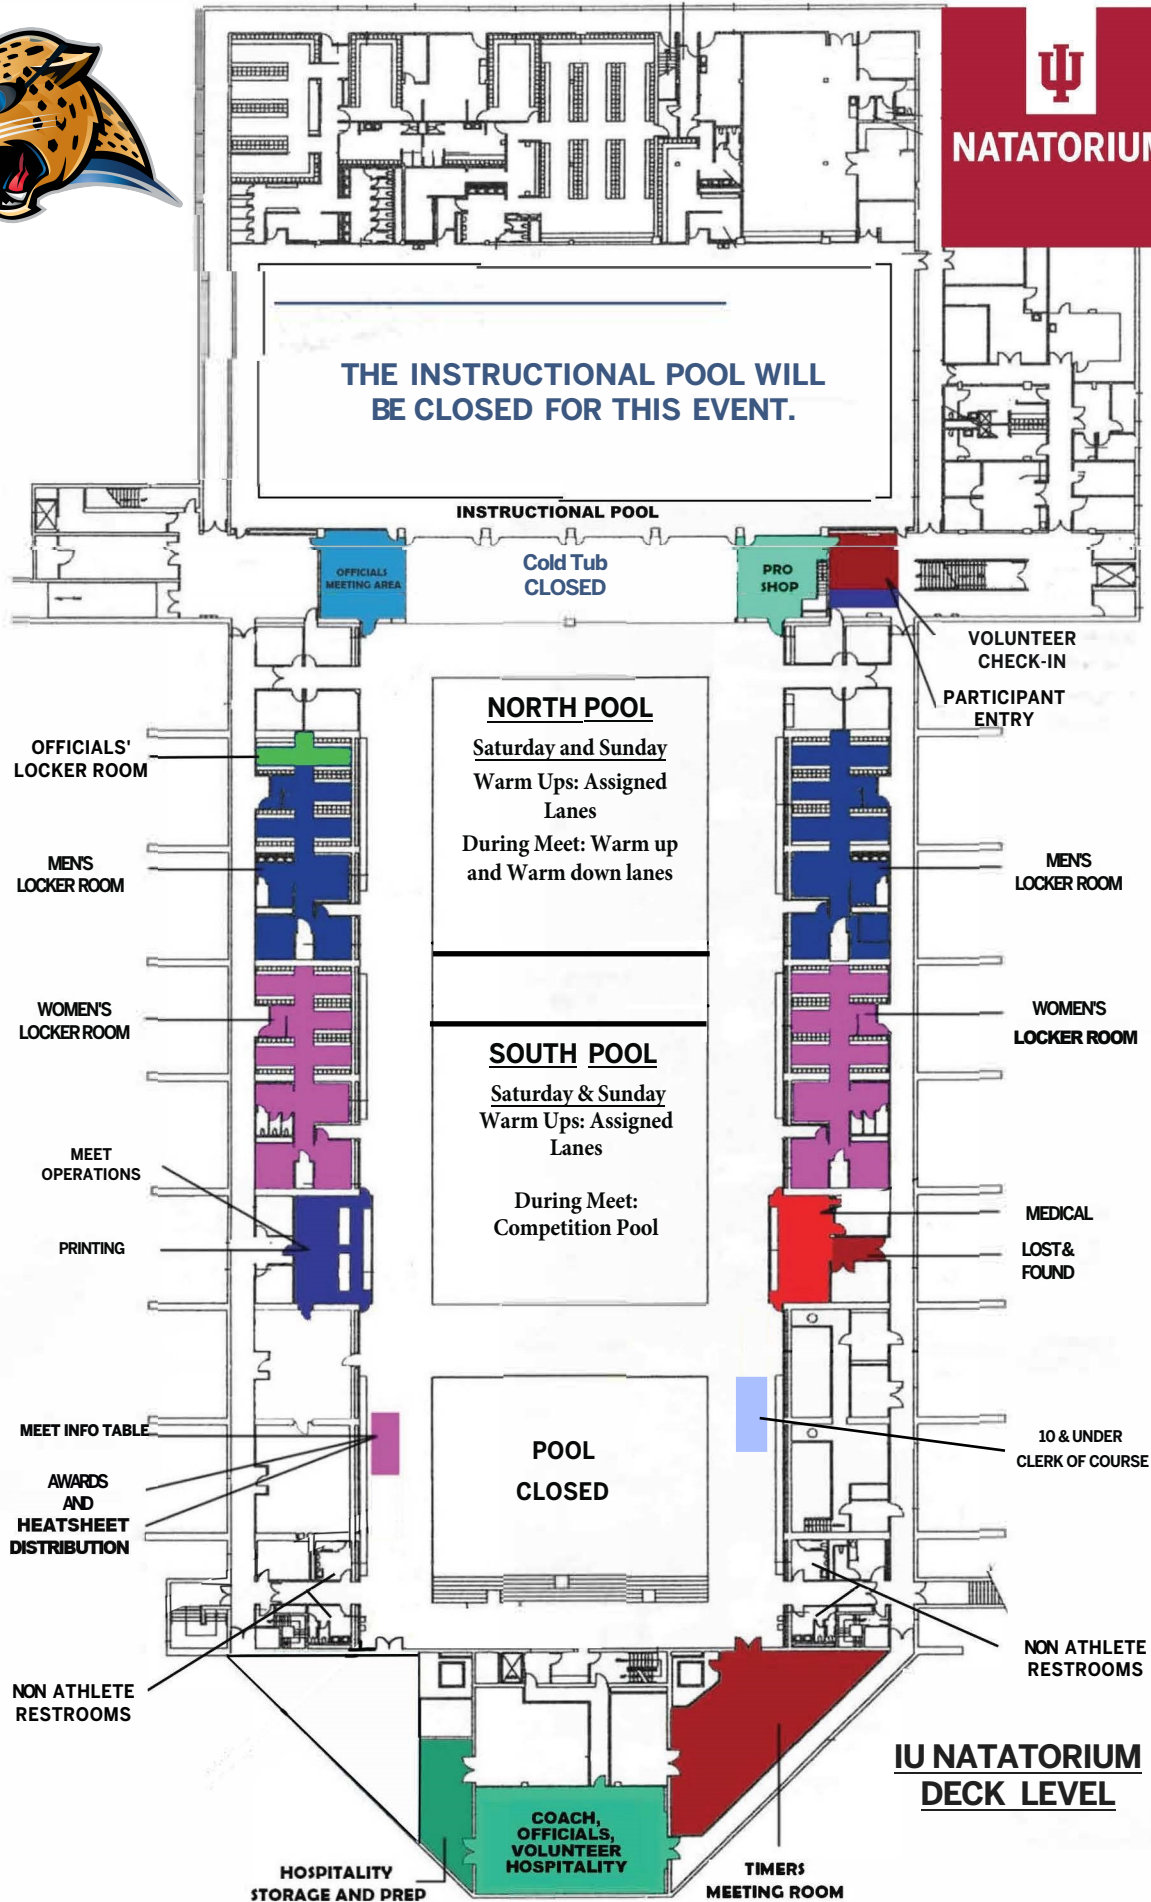 NATATORIUM
THE INSTRUCTIONAL POOL WILL
BE CLOSED FOR THIS EVENT.
INSTRUCTIONAL POOL
OFFICIALS
MEETING AREA
Cold Tub
CLOSED
PRO
SHOP
VOLUNTEER
CHECK-IN
PARTICIPANT
ENTRY
NORTH POOL
Saturday and Sunday
Warm Ups: Assigned
Lanes
During Meet: Warm up
and Warm down lanes
OFFICIALS'
LOCKER ROOM
MEN'S
LOCKER ROOM
MEN'S
LOCKER ROOM
WOMEN'S
LOCKER ROOM
WOMEN'S
LOCKER ROOM
SOUTH POOL
Saturday & Sunday
Warm Ups: Assigned
Lanes
During Meet:
Competition Pool
MEET
OPERATIONS
PRINTING
MEDICAL
LOST &
FOUND
MEET INFO TABLE
AWARDS
AND
HEATSHEET
DISTRIBUTION
POOL
CLOSED
10 & UNDER
CLERK OF COURSE
NON ATHLETE
RESTROOMS
NON ATHLETE
RESTROOMS
IU NATATORIUM
DECK LEVEL
COACH,
OFFICIALS,
VOLUNTEER
HOSPITALITY
HOSPITALITY
STORAGE AND PREP
TIMERS
MEETING ROOM